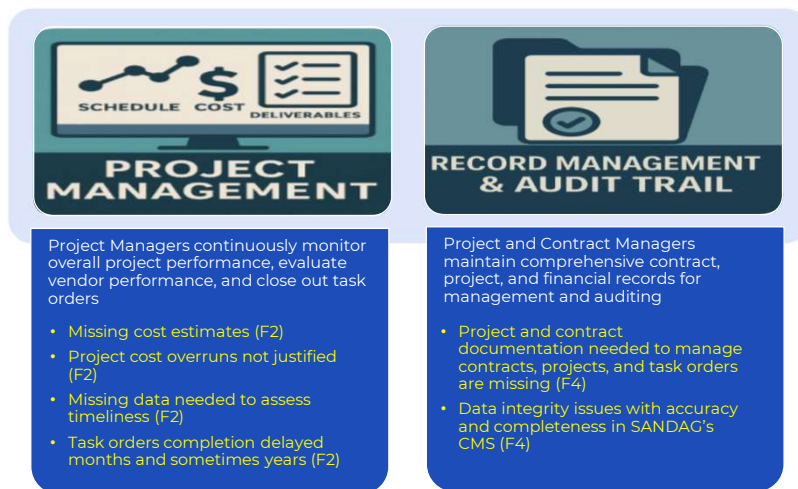 SCHEDULE COST
DELIVERABLES
PROJECT
MANAGEMENT
Project Managers continuously monitor
overall project performance, evaluate
vendor performance, and close out task
orders
• Missing cost estimates (F2)
• Project cost overruns not justified
(F2)
• Missing data needed to assess
timeliness (F2)
• Task orders completion delayed
months and sometimes years (F2)
RECORD MANAGEMENT
& AUDIT TRAIL
Project and Contract Managers
maintain comprehensive contract,
project, and financial records for
management and auditing
• Project and contract
documentation needed to manage
contracts, projects, and task orders
are missing (F4)
• Data integrity issues with accuracy
and completeness in SANDAG’s
CMS (F4)